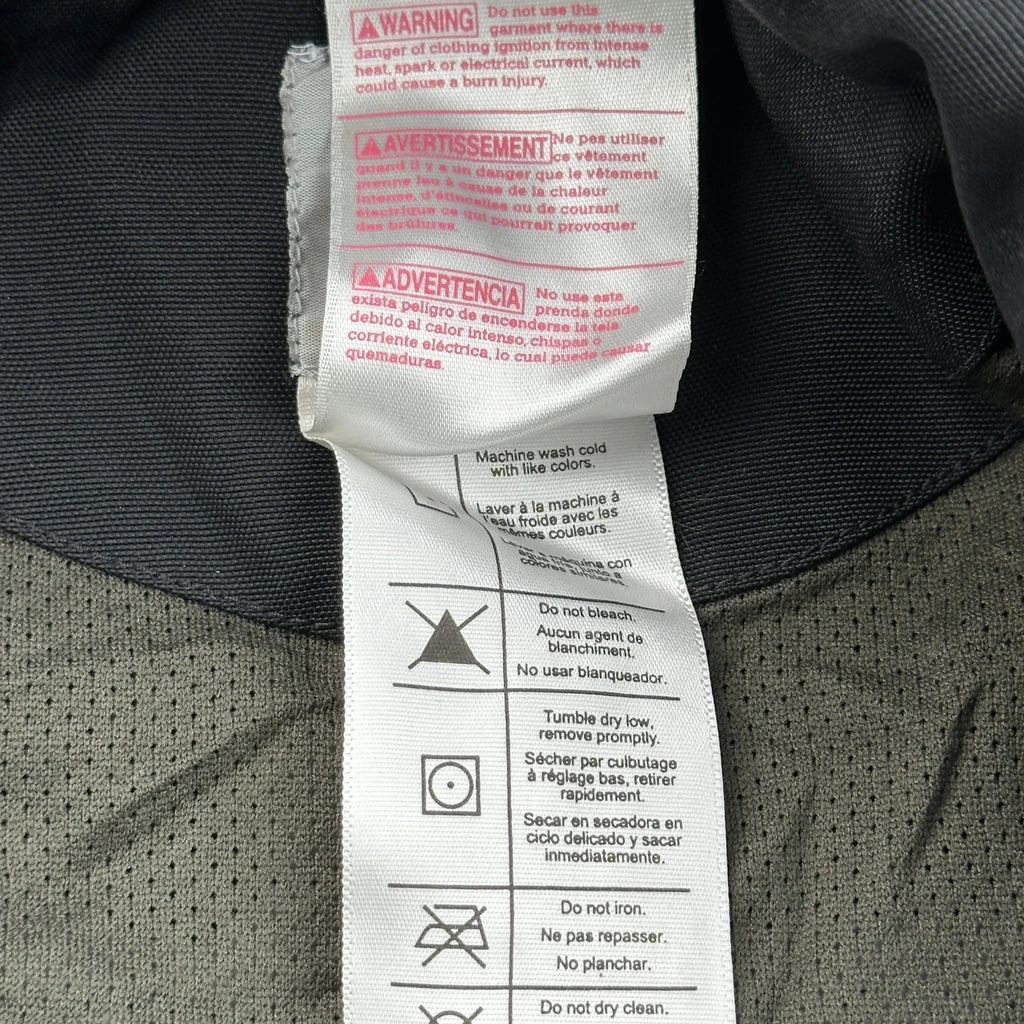 WARNING Do not use this
garment where there is
danger of clothing ignition from intense
heat, spark or electrical current, which
could cause a burn injury.
AVERTISSEMENT Ne pas utiliser
ce vêtement
quand il y a un danger que le vêtement
prenne feu à cause de la chaleur
intense, d'étincelles ou de courant
électrique ce qui pourrait provoquer
des brûlures.
ADVERTENCIA No use esta
prenda donde
exista peligro de encenderse la tela
debido al calor intenso, chispas o
corriente eléctrica, lo cual puede causar
quemaduras.
Machine wash cold
with like colors.
Laver à la machine à
l'eau froide avec les
mêmes couleurs.
máquina con
agua
colores similares.
Do not bleach.
Aucun agent de
blanchiment.
No usar blanqueador.
Tumble dry low,
remove promptly.
Sécher par culbutage
à réglage bas, retirer
rapidement.
Secar en secadora en
ciclo delicado y sacar
inmediatamente.
Do not iron.
Ne pas repasser.
No planchar.
Do not dry clean.